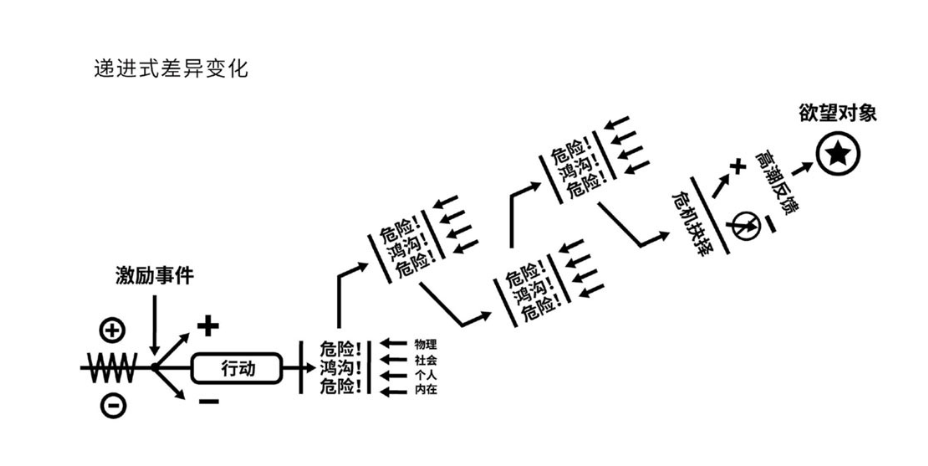 递进式差异变化
欲望对象
危险!
鸿沟!
危险!
+
高潮反馈
危机抉择
−
危险!
鸿沟!
危险!
危险!
鸿沟!
危险!
激励事件
+
+
行动
−
−
危险!
鸿沟!
危险!
物理
社会
个人
内在